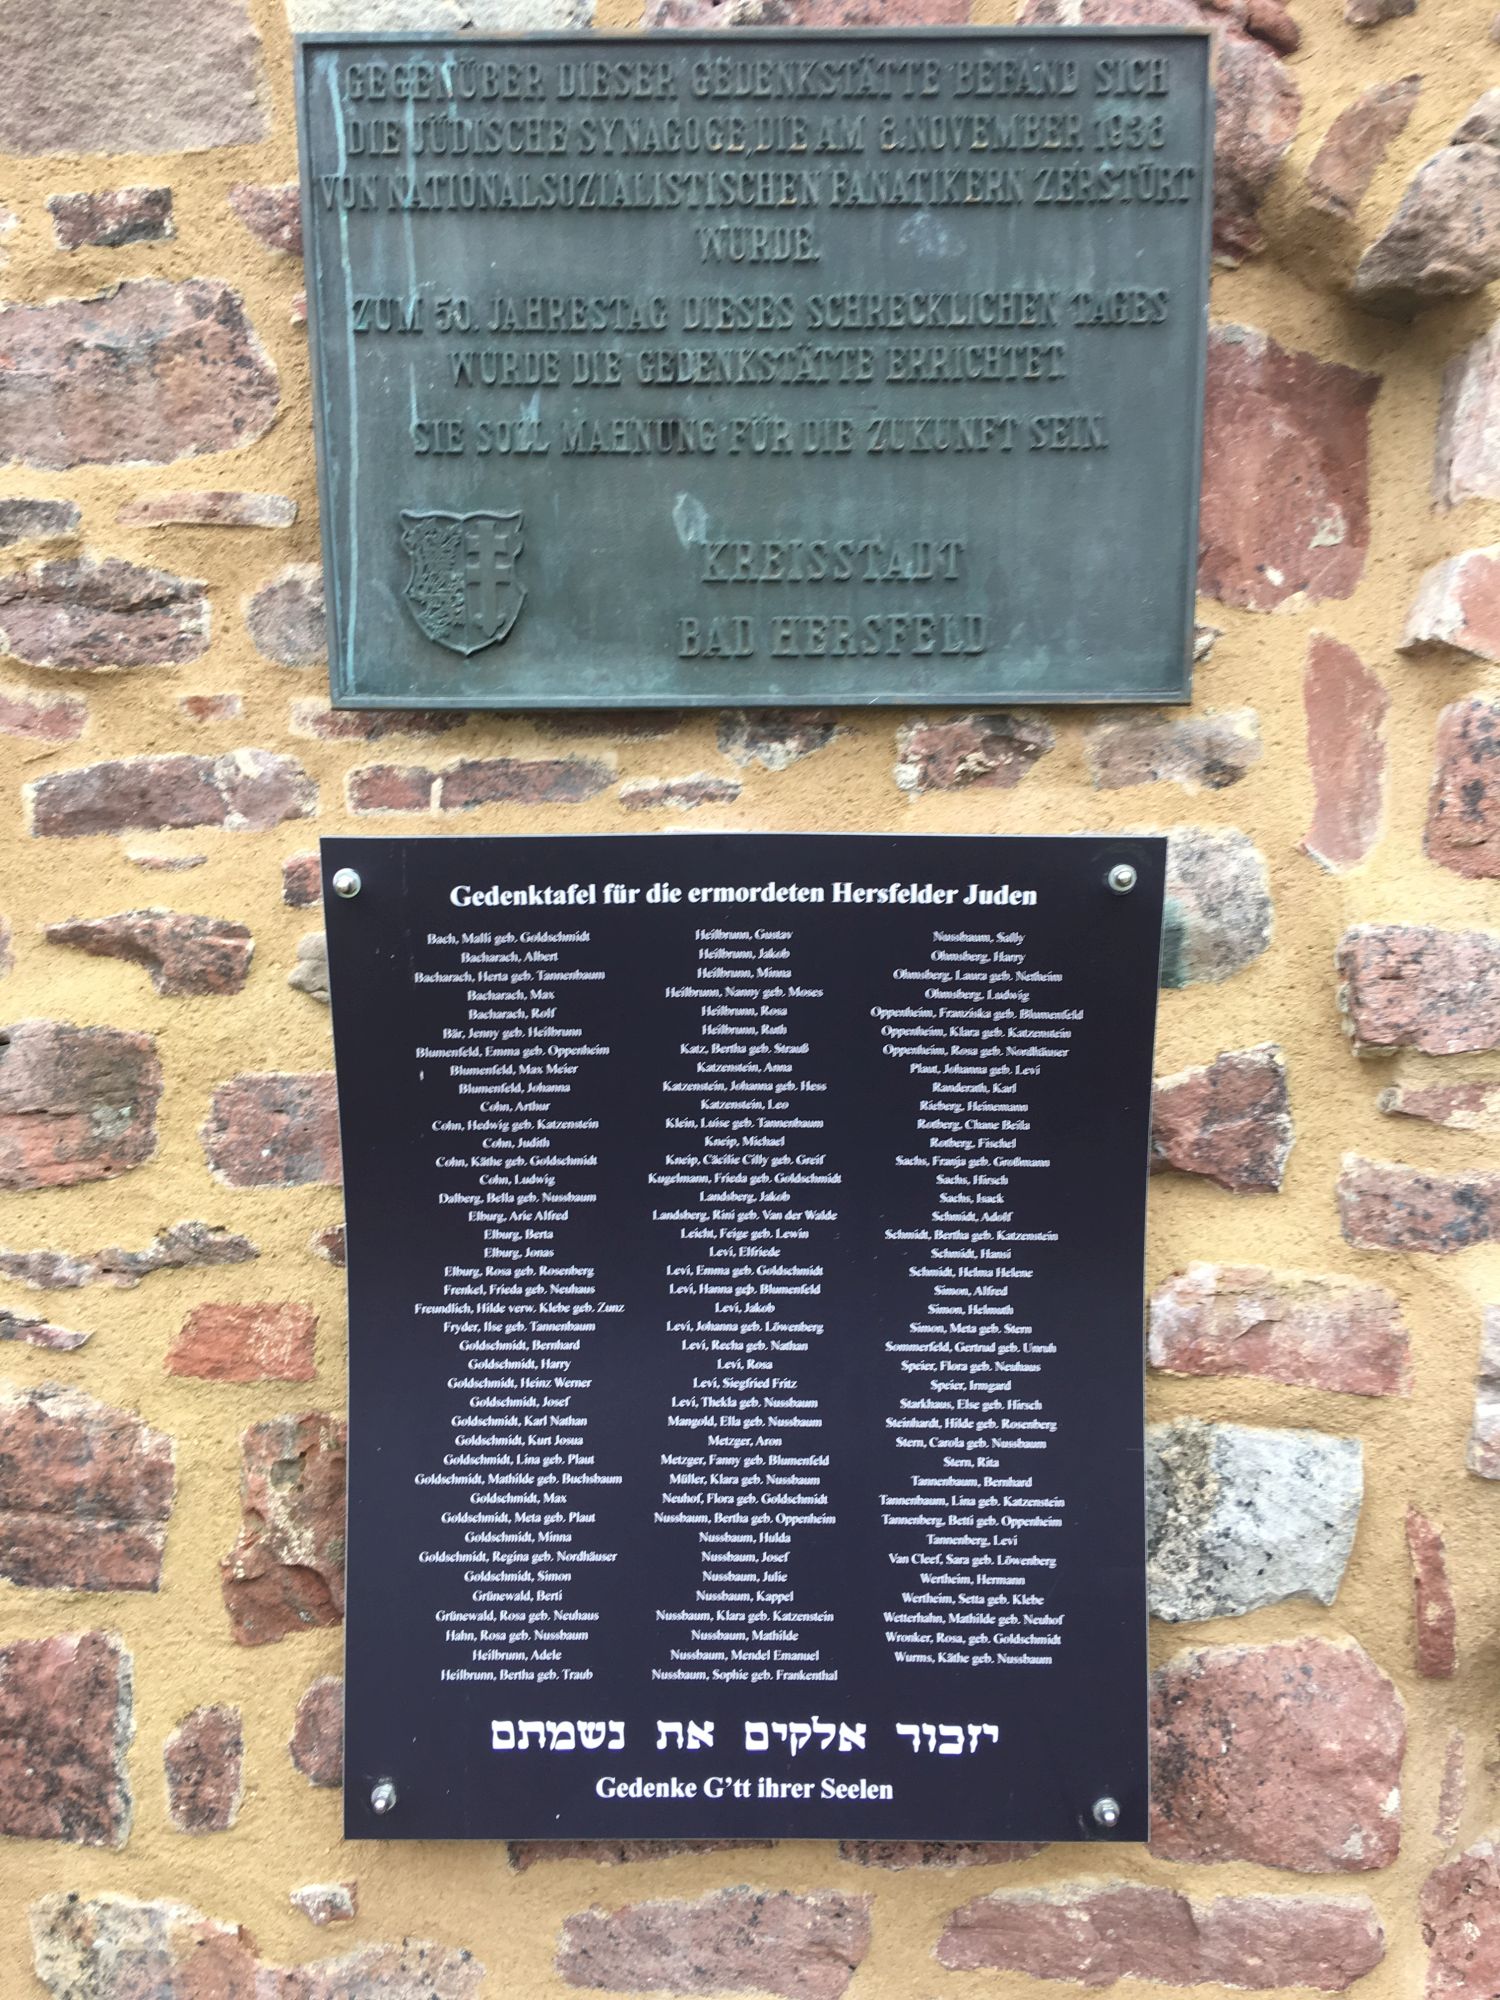 GEGENÜBER DIESER GEDENKSTÄTTE BEFAND SICH
DIE JÜDISCHE SYNAGOGE, DIE AM 8. NOVEMBER 1938
VON NATIONALSOZIALISTISCHEN FANATIKERN ZERSTÖRT
WURDE.
ZUM 50. JAHRESTAG DIESES SCHRECKLICHEN TAGES
WURDE DIE GEDENKSTÄTTE ERRICHTET
SIE SOLL MAHNUNG FÜR DIE ZUKUNFT SEIN.
KREISSTADT
BAD HERSFELD
Gedenktafel für die ermordeten Hersfelder Juden
Bach, Malli geb. Goldschmidt
Bacharach, Albert
Bacharach, Herta geb. Tannenbaum
Bacharach, Max
Bacharach, Rolf
Bär, Jenny geb. Heilbrunn
Blumenfeld, Emma geb. Oppenheim
Blumenfeld, Max Meier
Blumenfeld, Johanna
Cohn, Arthur
Cohn, Hedwig geb. Katzenstein
Cohn, Judith
Cohn, Käthe geb. Goldschmidt
Cohn, Ludwig
Dalberg, Bella geb. Nussbaum
Elburg, Arie Alfred
Elburg, Berta
Elburg, Jonas
Elburg, Rosa geb. Rosenberg
Frenkel, Frieda geb. Neuhaus
Freundlich, Hilde verw. Klebe geb. Zunz
Fryder, Ilse geb. Tannenbaum
Goldschmidt, Bernhard
Goldschmidt, Harry
Goldschmidt, Heinz Werner
Goldschmidt, Josef
Goldschmidt, Karl Nathan
Goldschmidt, Kurt Josua
Goldschmidt, Lina geb. Plaut
Goldschmidt, Mathilde geb. Buchsbaum
Goldschmidt, Max
Goldschmidt, Meta geb. Plaut
Goldschmidt, Minna
Goldschmidt, Regina geb. Nordhäuser
Goldschmidt, Simon
Grünewald, Berti
Grünewald, Rosa geb. Neuhaus
Hahn, Rosa geb. Nussbaum
Heilbrunn, Adele
Heilbrunn, Bertha geb. Traub
Heilbrunn, Gustav
Heilbrunn, Jakob
Heilbrunn, Minna
Heilbrunn, Nanny geb. Moses
Heilbrunn, Rosa
Heilbrunn, Ruth
Katz, Bertha geb. Strauß
Katzenstein, Anna
Katzenstein, Johanna geb. Hess
Katzenstein, Leo
Klein, Luise geb. Tannenbaum
Kneip, Michael
Kneip, Cäcilie Cilly geb. Greif
Kugelmann, Frieda geb. Goldschmidt
Landsberg, Jakob
Landsberg, Rini geb. Van der Walde
Leicht, Feige geb. Lewin
Levi, Elfriede
Levi, Emma geb. Goldschmidt
Levi, Hanna geb. Blumenfeld
Levi, Jakob
Levi, Johanna geb. Löwenberg
Levi, Recha geb. Nathan
Levi, Rosa
Levi, Siegfried Fritz
Levi, Thekla geb. Nussbaum
Mangold, Ella geb. Nussbaum
Metzger, Aron
Metzger, Fanny geb. Blumenfeld
Müller, Klara geb. Nussbaum
Neuhof, Flora geb. Goldschmidt
Nussbaum, Bertha geb. Oppenheim
Nussbaum, Hulda
Nussbaum, Josef
Nussbaum, Julie
Nussbaum, Kappel
Nussbaum, Klara geb. Katzenstein
Nussbaum, Mathilde
Nussbaum, Mendel Emanuel
Nussbaum, Sophie geb. Frankenthal
Nussbaum, Sally
Ohmsberg, Harry
Ohmsberg, Laura geb. Netheim
Ohmsberg, Ludwig
Oppenheim, Franziska geb. Blumenfeld
Oppenheim, Klara geb. Katzenstein
Oppenheim, Rosa geb. Nordhäuser
Plaut, Johanna geb. Levi
Randerath, Karl
Rieberg, Heinemann
Rotberg, Chane Beila
Rotberg, Fischel
Sachs, Franja geb. Großmann
Sachs, Hirsch
Sachs, Isack
Schmidt, Adolf
Schmidt, Bertha geb. Katzenstein
Schmidt, Hansi
Schmidt, Helma Helene
Simon, Alfred
Simon, Helmuth
Simon, Meta geb. Stern
Sommerfeld, Gertrud geb. Unruh
Speier, Flora geb. Neuhaus
Speier, Irmgard
Starkhaus, Else geb. Hirsch
Steinhardt, Hilde geb. Rosenberg
Stern, Carola geb. Nussbaum
Stern, Rita
Tannenbaum, Bernhard
Tannenbaum, Lina geb. Katzenstein
Tannenberg, Betti geb. Oppenheim
Tannenberg, Levi
Van Cleef, Sara geb. Löwenberg
Wertheim, Hermann
Wertheim, Setta geb. Klebe
Wetterhahn, Mathilde geb. Neuhof
Wronker, Rosa, geb. Goldschmidt
Wurms, Käthe geb. Nussbaum
יזכור אלקים את נשמתם
Gedenke G'tt ihrer Seelen